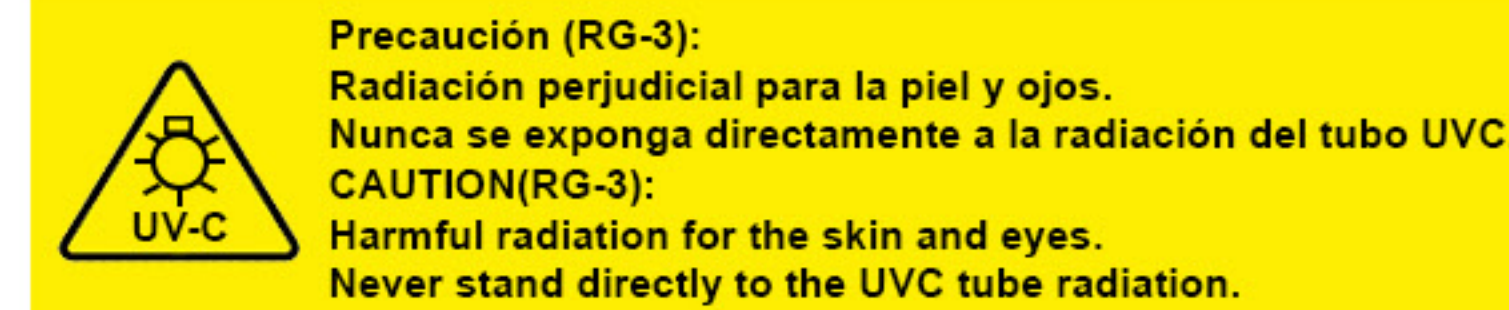 Precaución (RG-3):
Radiación perjudicial para la piel y ojos.
Nunca se exponga directamente a la radiación del tubo UVC
UV-C
CAUTION(RG-3):
Harmful radiation for the skin and eyes.
Never stand directly to the UVC tube radiation.